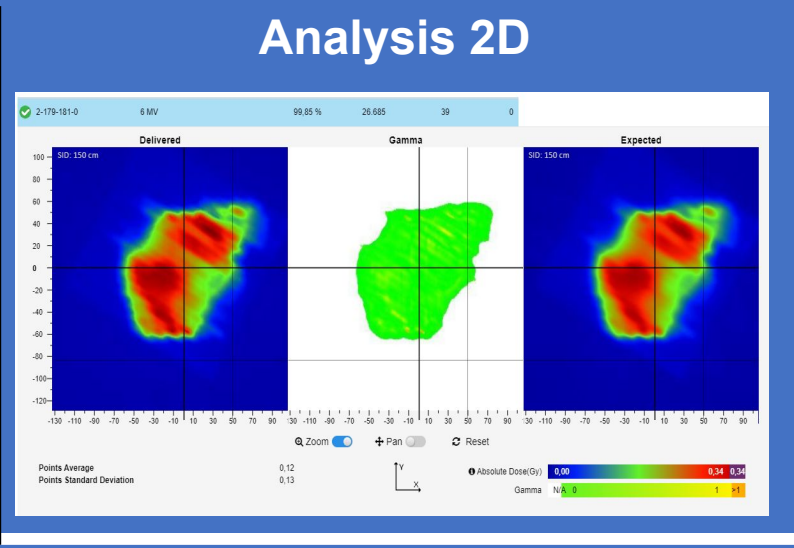 Analysis 2D
2-179-181-0 6 MV 99,85 % 26.685 39 0
Delivered Gamma Expected
SID: 150 cm SID: 150 cm
100
80
60
40
20
0
-20
-40
-60
-80
-100
-120
-130 -110 -90 -70 -50 -30 -10 10 30 50 70 90 -130 -110 -90 -70 -50 -30 -10 10 30 50 70 90 -130 -110 -90 -70 -50 -30 -10 10 30 50 70 90
Zoom Pan Reset
Points Average 0,12
Points Standard Deviation 0,13
Y
X
Absolute Dose(Gy) 0,00 0,34 0,34
Gamma N/A 0 1 >1